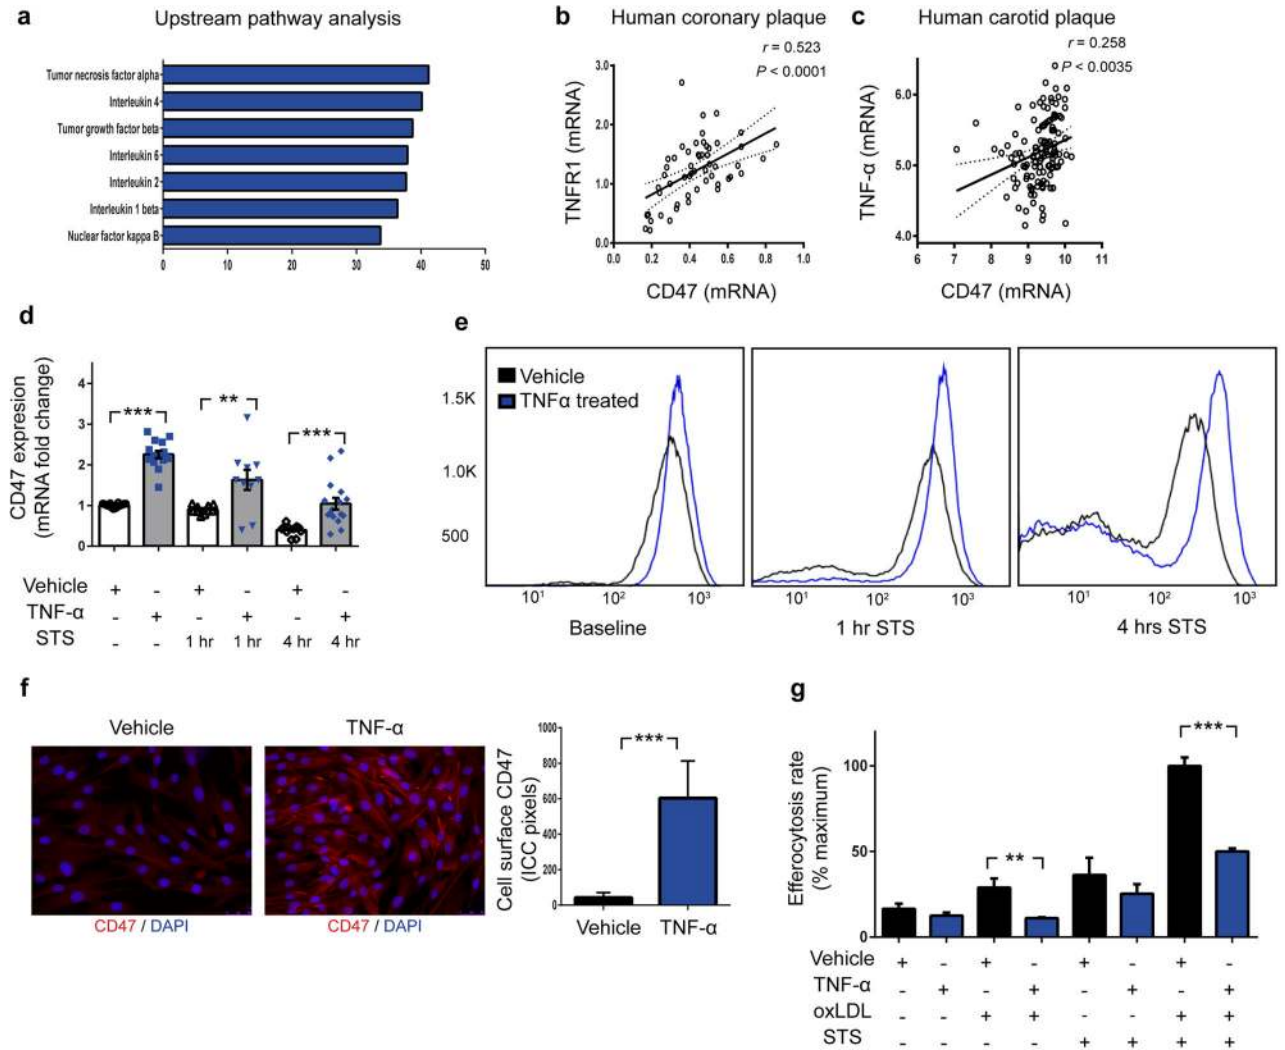 a
Upstream pathway analysis
Tumor necrosis factor alpha
Interleukin 4
Tumor growth factor beta
Interleukin 6
Interleukin 2
Interleukin 1 beta
Nuclear factor kappa B
0 10 20 30 40 50
b
Human coronary plaque
r = 0.523
P < 0.0001
TNFR1 (mRNA)
3.0
2.0
1.0
0.0
0.0 0.2 0.4 0.6 0.8 1.0
CD47 (mRNA)
c
Human carotid plaque
r = 0.258
P < 0.0035
TNF-α (mRNA)
6.0
5.0
4.0
6 7 8 9 10 11
CD47 (mRNA)
d
CD47 expresion
(mRNA fold change)
4
3
2
1
0
*** ** ***
Vehicle + - + - + -
TNF-α - + - + - +
STS - - 1 hr 1 hr 4 hr 4 hr
e
Vehicle
TNFα treated
1.5K
1.0K
500
10¹ 10² 10³
10¹ 10² 10³
10¹ 10² 10³
Baseline
1 hr STS
4 hrs STS
f
Vehicle
TNF-α
CD47 / DAPI
CD47 / DAPI
Cell surface CD47
(ICC pixels)
1000
800
600
400
200
0
***
Vehicle TNF-α
g
Efferocytosis rate
(% maximum)
100
50
0
** ***
Vehicle + - + - + - + -
TNF-α - + - + - + - +
oxLDL - - + + - - + +
STS - - - - + + + +